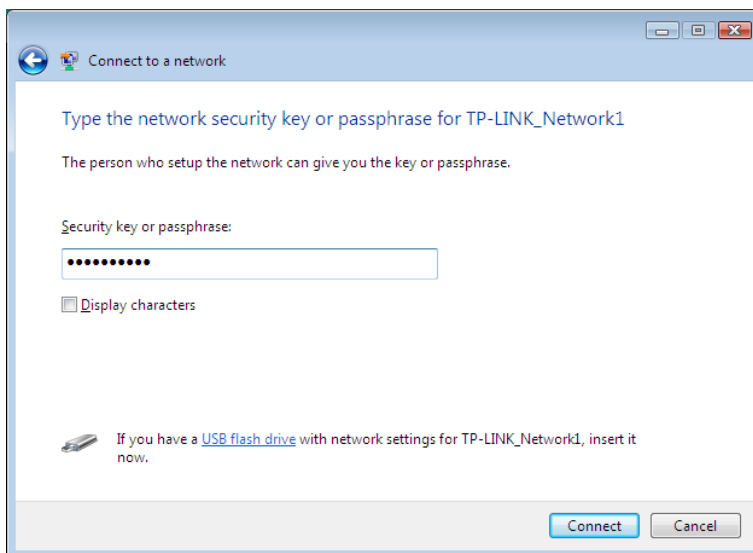 Connect to a network
Type the network security key or passphrase for TP-LINK_Network1
The person who setup the network can give you the key or passphrase.
Security key or passphrase:
••••••••••
Display characters
If you have a USB flash drive with network settings for TP-LINK_Network1, insert it
now.
Connect Cancel